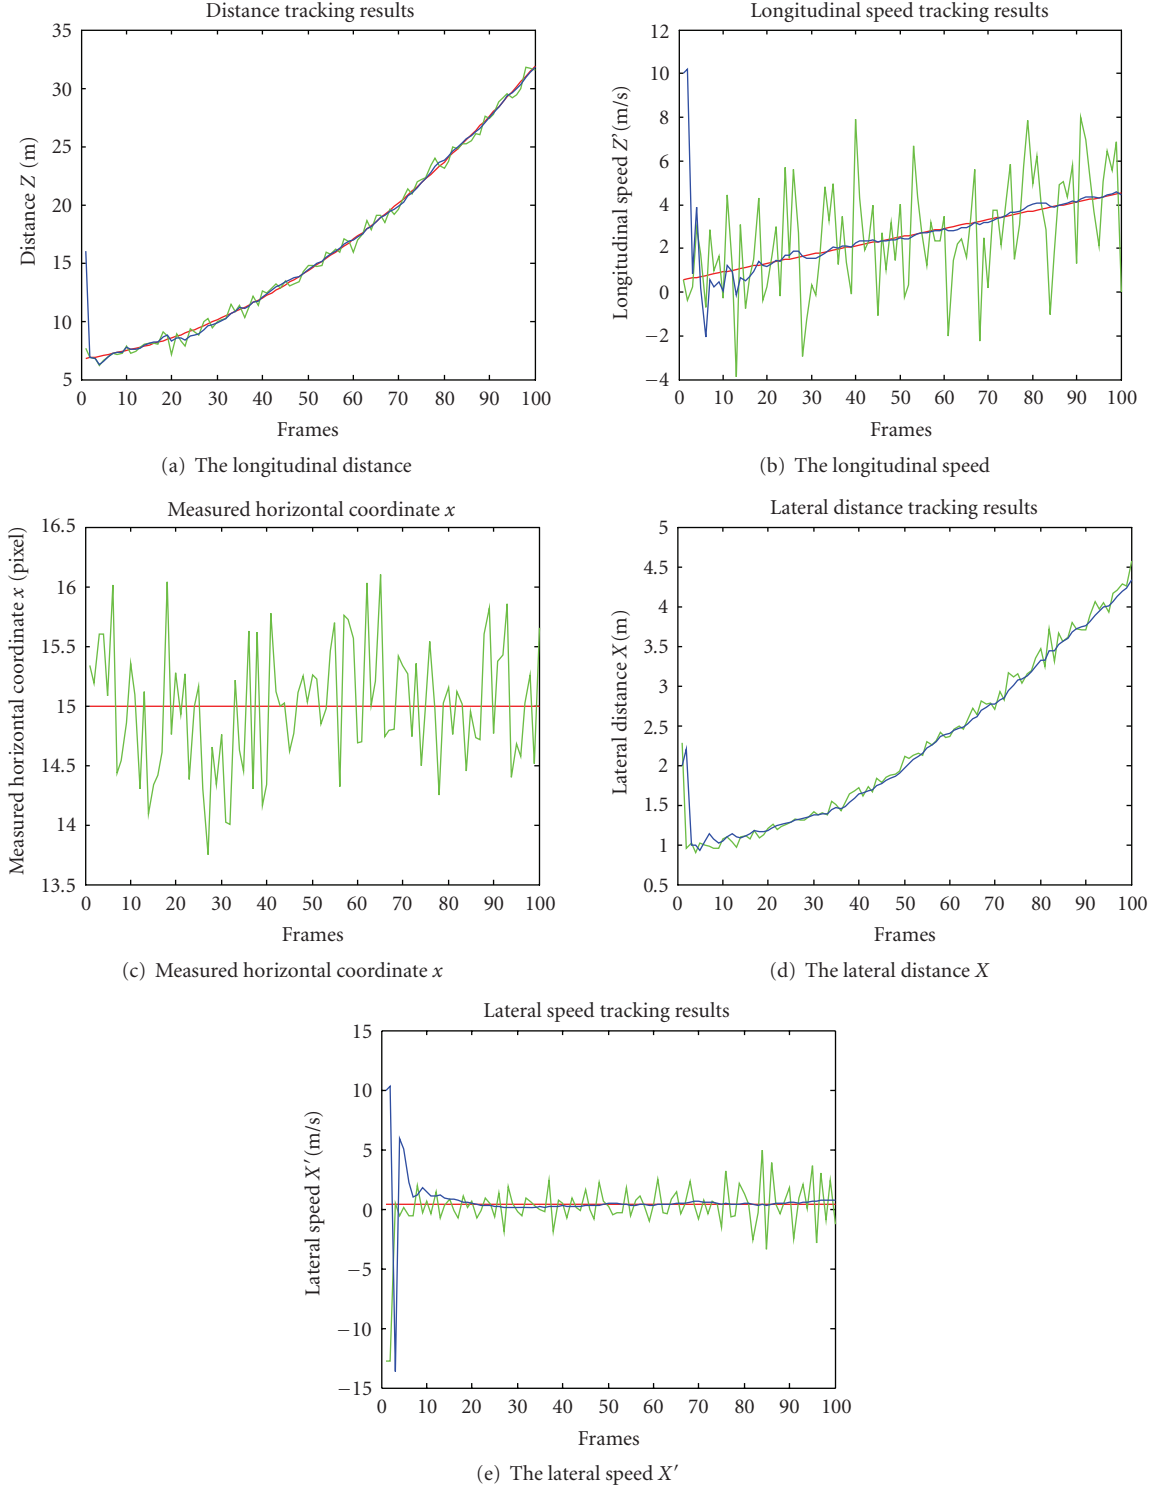 Distance tracking results
35
30
25
20
15
10
5
Distance Z (m)
0 10 20 30 40 50 60 70 80 90 100
Frames
(a) The longitudinal distance
Longitudinal speed tracking results
12
10
8
6
4
2
0
−2
−4
Longitudinal speed Z’ (m/s)
0 10 20 30 40 50 60 70 80 90 100
Frames
(b) The longitudinal speed
Measured horizontal coordinate x
16.5
16
15.5
15
14.5
14
13.5
Measured horizontal coordinate x (pixel)
0 10 20 30 40 50 60 70 80 90 100
Frames
(c) Measured horizontal coordinate x
Lateral distance tracking results
5
4.5
4
3.5
3
2.5
2
1.5
1
0.5
Lateral distance X (m)
0 10 20 30 40 50 60 70 80 90 100
Frames
(d) The lateral distance X
Lateral speed tracking results
15
10
5
0
−5
−10
−15
Lateral speed X′ (m/s)
0 10 20 30 40 50 60 70 80 90 100
Frames
(e) The lateral speed X′